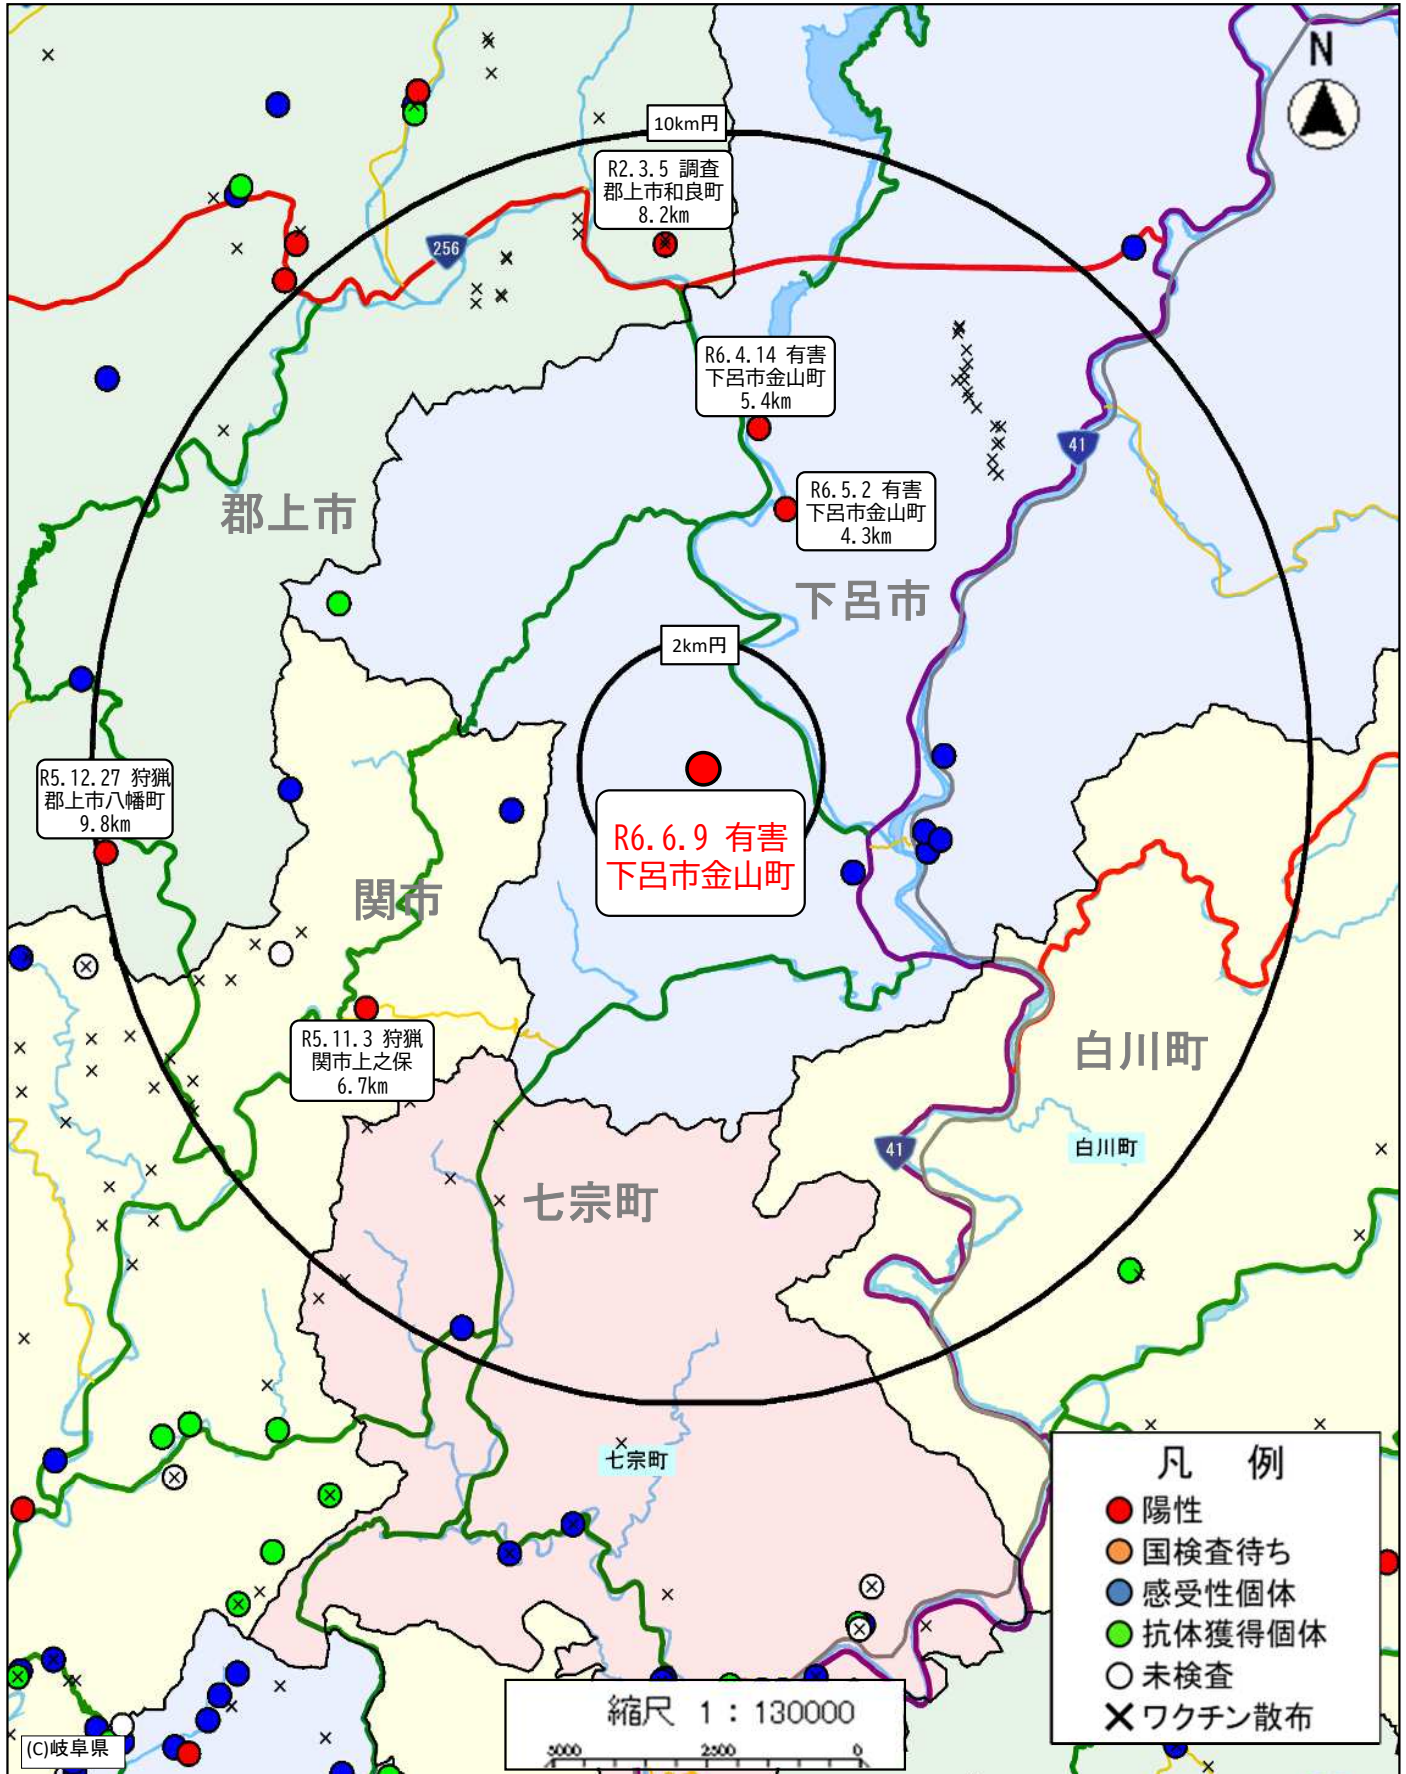 N
10km円
R2.3.5 調査
郡上市和良町
8.2km
256
R6.4.14 有害
下呂市金山町
5.4km
41
R6.5.2 有害
下呂市金山町
4.3km
郡上市
下呂市
2km円
R5.12.27 狩猟
郡上市八幡町
9.8km
R6.6.9 有害
下呂市金山町
関市
R5.11.3 狩猟
関市上之保
6.7km
白川町
41
白川町
七宗町
七宗町
凡 例
陽性
国検査待ち
感受性個体
抗体獲得個体
未検査
ワクチン散布
縮尺 1：130000
5000 2500 0
(C)岐阜県